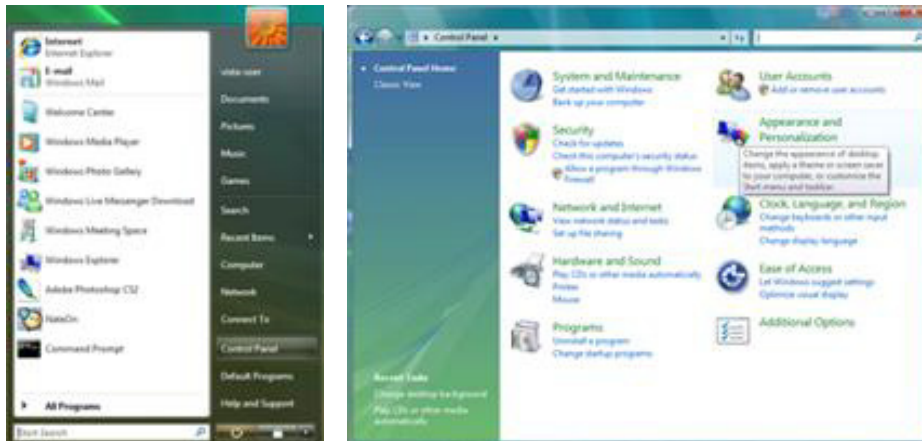 Internet
Internet Explorer
E-mail
Windows Mail
Welcome Center
Windows Media Player
Windows Photo Gallery
Windows Live Messenger Download
Windows Meeting Space
Windows Explorer
Adobe Photoshop CS2
NateOn
Command Prompt
All Programs
Start Search
vista-user
Documents
Pictures
Music
Games
Search
Recent Items
Computer
Network
Connect To
Control Panel
Default Programs
Help and Support
Control Panel
Control Panel Home
Classic View
System and Maintenance
Get started with Windows
Back up your computer
Security
Check for updates
Check this computer's security status
Allow a program through Windows
Firewall
Network and Internet
View network status and tasks
Set up file sharing
Hardware and Sound
Play CDs or other media automatically
Printer
Mouse
Programs
Uninstall a program
Change startup programs
User Accounts
Add or remove user accounts
Appearance and
Personalization
Change the appearance of desktop
items, apply a theme or screen saver
to your computer, or customize the
Start menu and taskbar.
Clock, Language, and Region
Change keyboards or other input
methods
Change display language
Ease of Access
Let Windows suggest settings
Optimize visual display
Additional Options
Recent Tasks
Change desktop background
Play CDs or other media
automatically